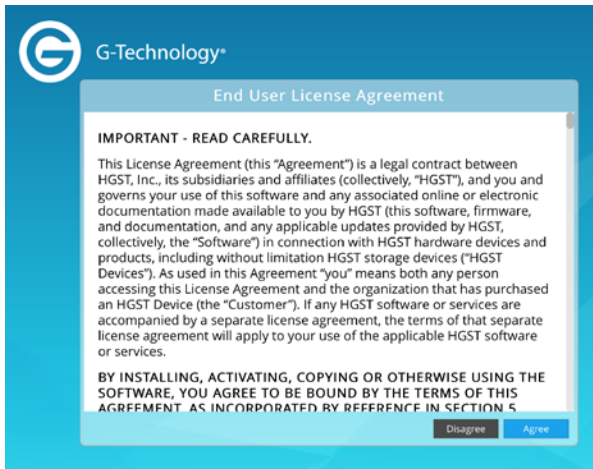 G-Technology®
End User License Agreement
IMPORTANT - READ CAREFULLY.
This License Agreement (this “Agreement”) is a legal contract between
HGST, Inc., its subsidiaries and affiliates (collectively, “HGST”), and you and
governs your use of this software and any associated online or electronic
documentation made available to you by HGST (this software, firmware,
and documentation, and any applicable updates provided by HGST,
collectively, the “Software”) in connection with HGST hardware devices and
products, including without limitation HGST storage devices (“HGST
Devices”). As used in this Agreement “you” means both any person
accessing this License Agreement and the organization that has purchased
an HGST Device (the “Customer”). If any HGST software or services are
accompanied by a separate license agreement, the terms of that separate
license agreement will apply to your use of the applicable HGST software
or services.
BY INSTALLING, ACTIVATING, COPYING OR OTHERWISE USING THE
SOFTWARE, YOU AGREE TO BE BOUND BY THE TERMS OF THIS
AGREEMENT, AS INCORPORATED BY REFERENCE IN SECTION 5
Disagree Agree